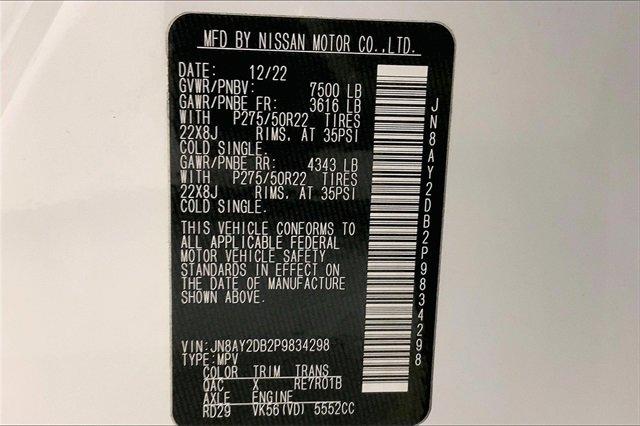 MFD BY NISSAN MOTOR CO.,LTD.
DATE: 12/22
GVWR/PNBV: 7500 LB
GAWR/PNBE FR: 3616 LB
WITH P275/50R22 TIRES
22X8J RIMS, AT 35PSI
COLD SINGLE.
GAWR/PNBE RR: 4343 LB
WITH P275/50R22 TIRES
22X8J RIMS, AT 35PSI
COLD SINGLE.
THIS VEHICLE CONFORMS TO
ALL APPLICABLE FEDERAL
MOTOR VEHICLE SAFETY
STANDARDS IN EFFECT ON
THE DATE OF MANUFACTURE
SHOWN ABOVE.
VIN:JN8AY2DB2P9834298
TYPE:MPV
COLOR TRIM TRANS
QAC X RE7R01B
AXLE ENGINE
RD29 VK56(VD) 5552CC
JN8AY2DB2P9834298